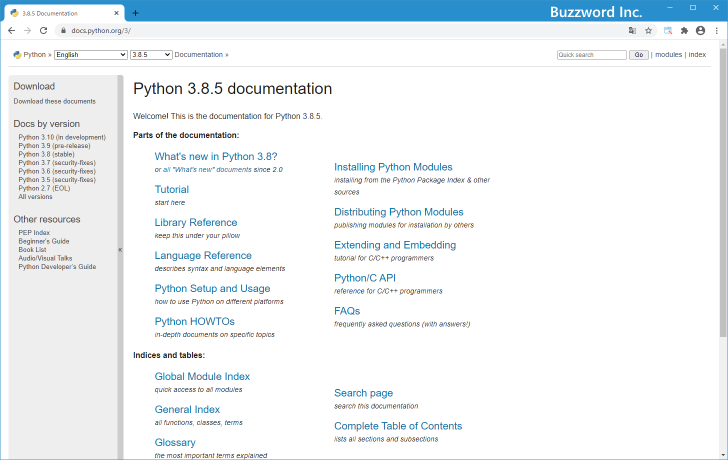 3.8.5 Documentation
Buzzword Inc.
docs.python.org/3/
Python » English 3.8.5 Documentation » Quick search Go | modules | index
Download
Download these documents
Docs by version
Python 3.10 (in development)
Python 3.9 (pre-release)
Python 3.8 (stable)
Python 3.7 (security-fixes)
Python 3.6 (security-fixes)
Python 3.5 (security-fixes)
Python 2.7 (EOL)
All versions
Other resources
PEP Index
Beginner's Guide
Book List
Audio/Visual Talks
Python Developer's Guide
«
Python 3.8.5 documentation
Welcome! This is the documentation for Python 3.8.5.
Parts of the documentation:
What's new in Python 3.8?
or all "What's new" documents since 2.0
Tutorial
start here
Library Reference
keep this under your pillow
Language Reference
describes syntax and language elements
Python Setup and Usage
how to use Python on different platforms
Python HOWTOs
in-depth documents on specific topics
Installing Python Modules
installing from the Python Package Index & other
sources
Distributing Python Modules
publishing modules for installation by others
Extending and Embedding
tutorial for C/C++ programmers
Python/C API
reference for C/C++ programmers
FAQs
frequently asked questions (with answers!)
Indices and tables:
Global Module Index
quick access to all modules
General Index
all functions, classes, terms
Glossary
the most important terms explained
Search page
search this documentation
Complete Table of Contents
lists all sections and subsections